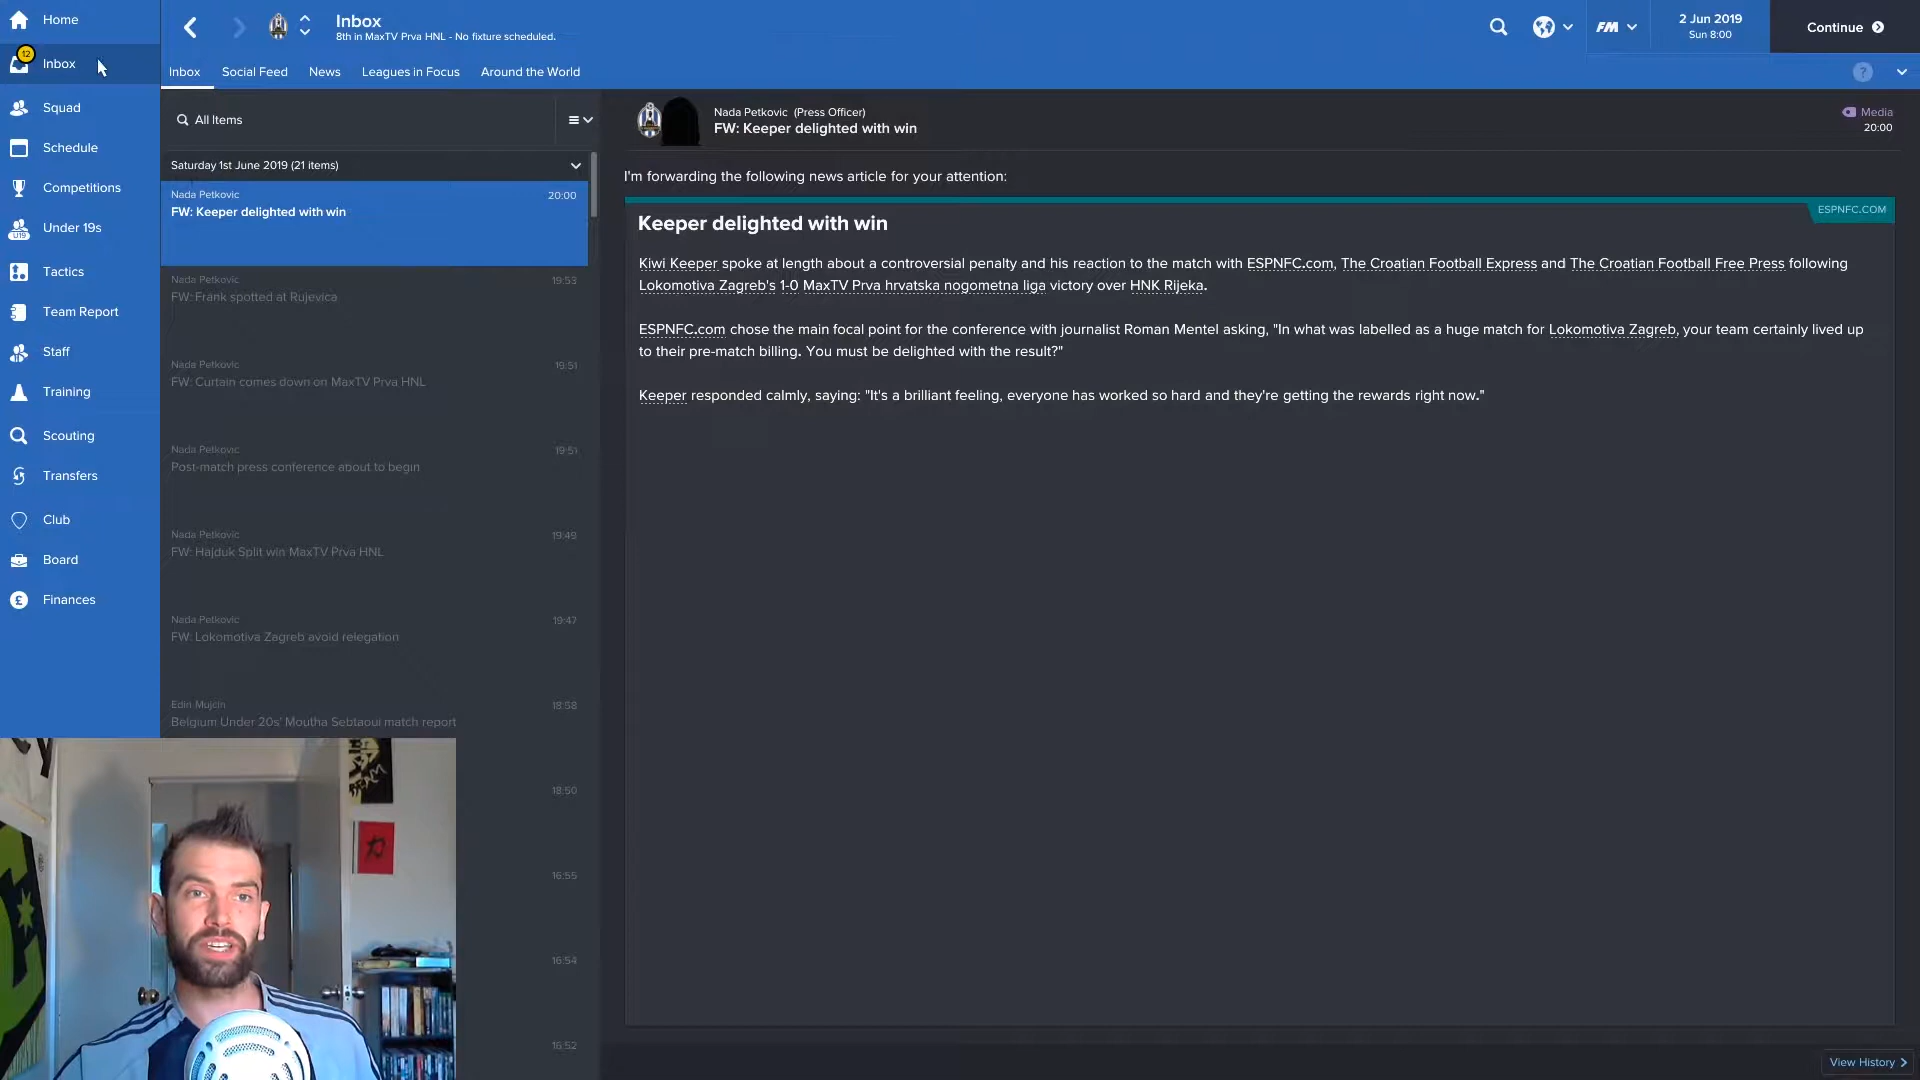 Home
12
Inbox
Squad
Schedule
Competitions
U19
Under 19s
Tactics
Team Report
Staff
Training
Scouting
Transfers
Club
Board
£
Finances
Inbox
8th in MaxTV Prva HNL - No fixture scheduled.
FM
2 Jun 2019
Sun 8:00
Continue
Inbox
Social Feed
News
Leagues in Focus
Around the World
?
All Items
Saturday 1st June 2019 (21 items)
Nada Petkovic 20:00
FW: Keeper delighted with win
Nada Petkovic 19:53
FW: Frank spotted at Rujevica
Nada Petkovic 19:51
FW: Curtain comes down on MaxTV Prva HNL
Nada Petkovic 19:51
Post-match press conference about to begin
Nada Petkovic 19:49
FW: Hajduk Split win MaxTV Prva HNL
Nada Petkovic 19:47
FW: Lokomotiva Zagreb avoid relegation
Edin Mujcin 18:58
Belgium Under 20s' Moutha Sebtaoui match report
18:50
16:55
16:54
16:52
Nada Petkovic (Press Officer)
FW: Keeper delighted with win
Media
20:00
I'm forwarding the following news article for your attention:
ESPNFC.COM
Keeper delighted with win
Kiwi Keeper spoke at length about a controversial penalty and his reaction to the match with ESPNFC.com, The Croatian Football Express and The Croatian Football Free Press following
Lokomotiva Zagreb's 1-0 MaxTV Prva hrvatska nogometna liga victory over HNK Rijeka.
ESPNFC.com chose the main focal point for the conference with journalist Roman Mentel asking, "In what was labelled as a huge match for Lokomotiva Zagreb, your team certainly lived up
to their pre-match billing. You must be delighted with the result?"
Keeper responded calmly, saying: "It's a brilliant feeling, everyone has worked so hard and they're getting the rewards right now."
View History